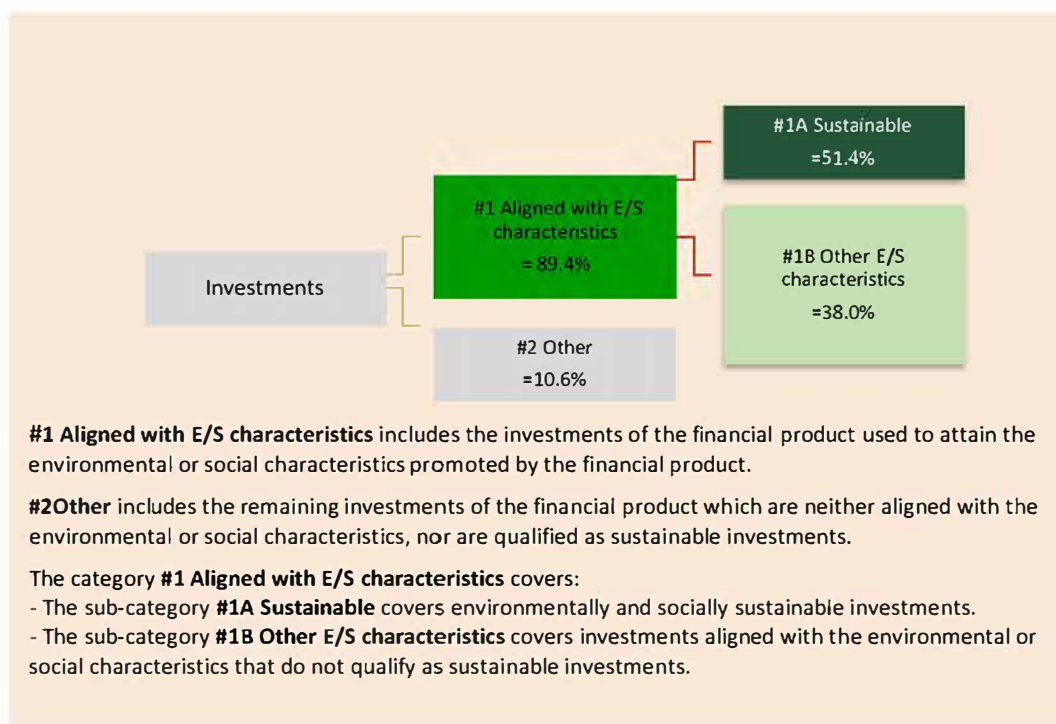 #1A Sustainable
=51.4%
#1 Aligned with E/S
characteristics
= 89.4%
#1B Other E/S
characteristics
=38.0%
Investments
#2 Other
=10.6%
#1 Aligned with E/S characteristics includes the investments of the financial product used to attain the
environmental or social characteristics promoted by the financial product.
#2Other includes the remaining investments of the financial product which are neither aligned with the
environmental or social characteristics, nor are qualified as sustainable investments.
The category #1 Aligned with E/S characteristics covers:
- The sub-category #1A Sustainable covers environmentally and socially sustainable investments.
- The sub-category #1B Other E/S characteristics covers investments aligned with the environmental or
social characteristics that do not qualify as sustainable investments.